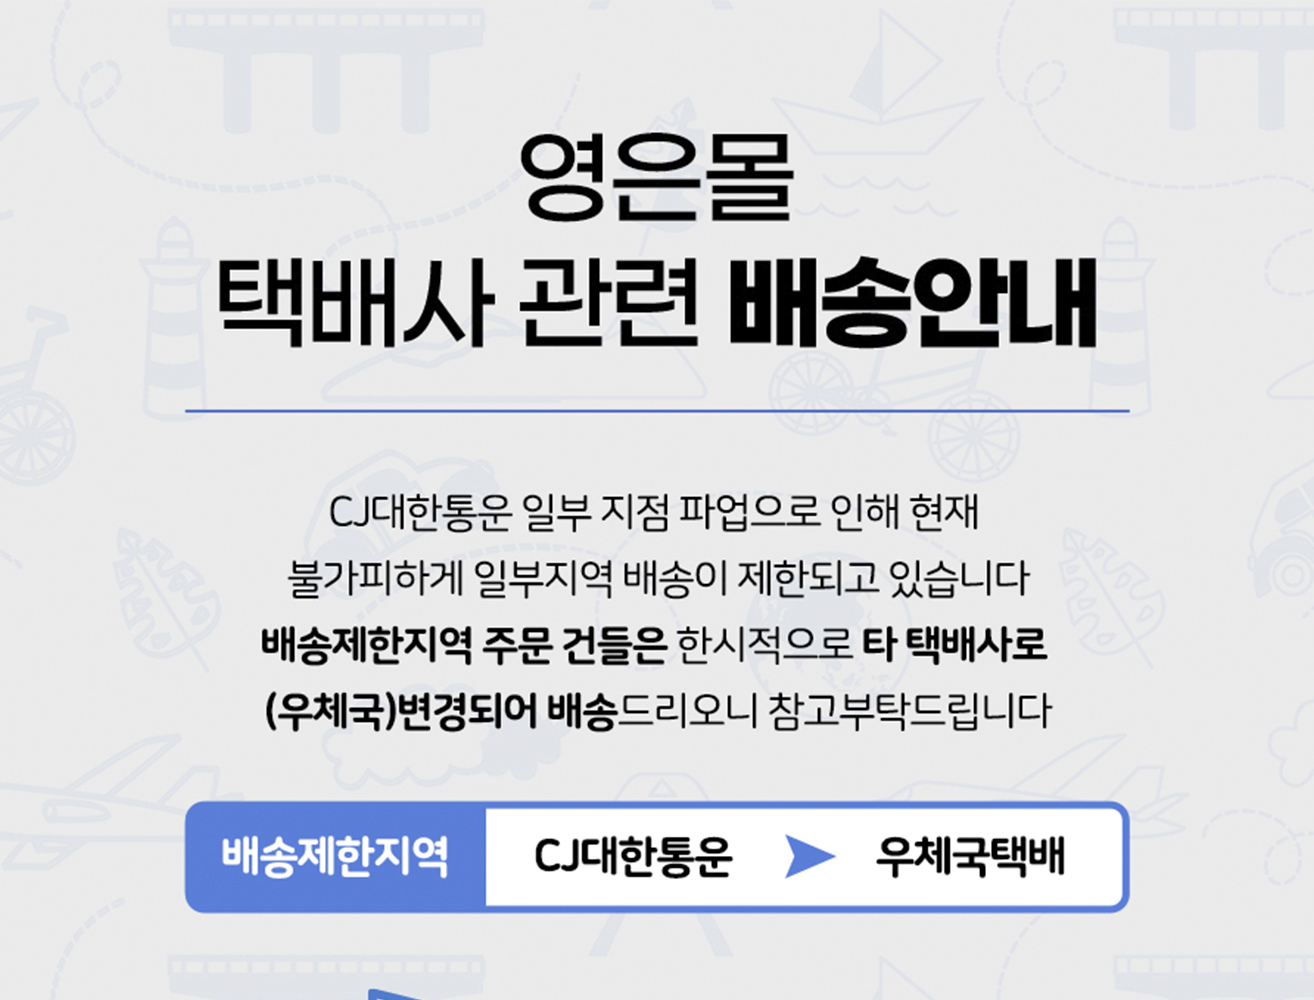 영은몰
택배사 관련 배송안내
CJ대한통운 일부 지점 파업으로 인해 현재
불가피하게 일부지역 배송이 제한되고 있습니다
배송제한지역 주문 건들은 한시적으로 타 택배사로
(우체국)변경되어 배송드리오니 참고부탁드립니다
배송제한지역 CJ대한통운 우체국택배